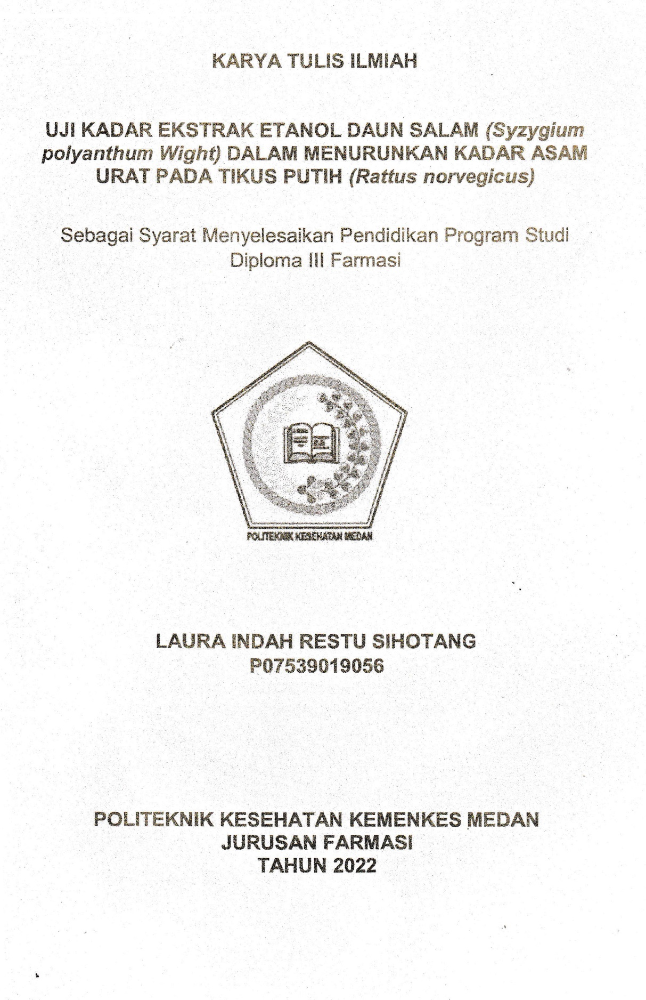 KARYA TULIS ILMIAH
UJI KADAR EKSTRAK ETANOL DAUN SALAM (Syzygium
polyanthum Wight) DALAM MENURUNKAN KADAR ASAM
URAT PADA TIKUS PUTIH (Rattus norvegicus)
Sebagai Syarat Menyelesaikan Pendidikan Program Studi
Diploma III Farmasi
POLITEKNIK KESEHATAN MEDAN
LAURA INDAH RESTU SIHOTANG
P07539019056
POLITEKNIK KESEHATAN KEMENKES MEDAN
JURUSAN FARMASI
TAHUN 2022